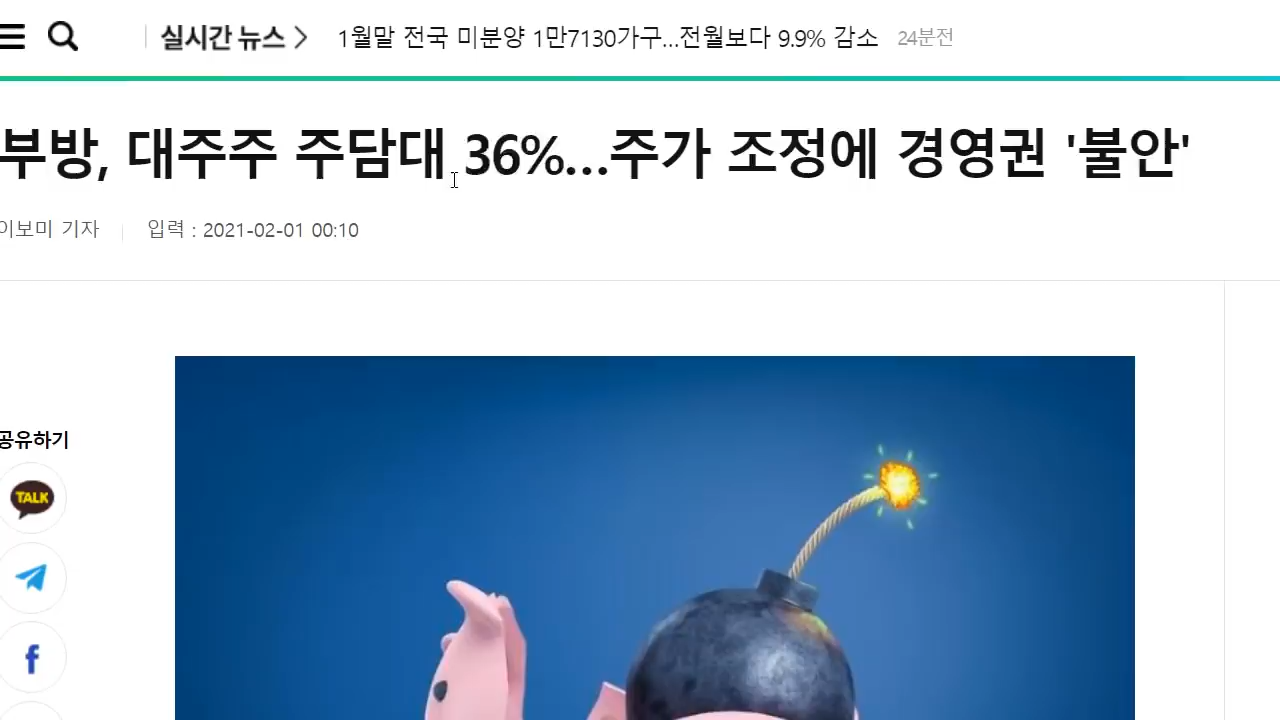 실시간 뉴스 1월말 전국 미분양 1만7130가구...전월보다 9.9% 감소 24분전
부방, 대주주 주담대 36%...주가 조정에 경영권 '불안'
이보미 기자 입력 : 2021-02-01 00:10
공유하기
TALK